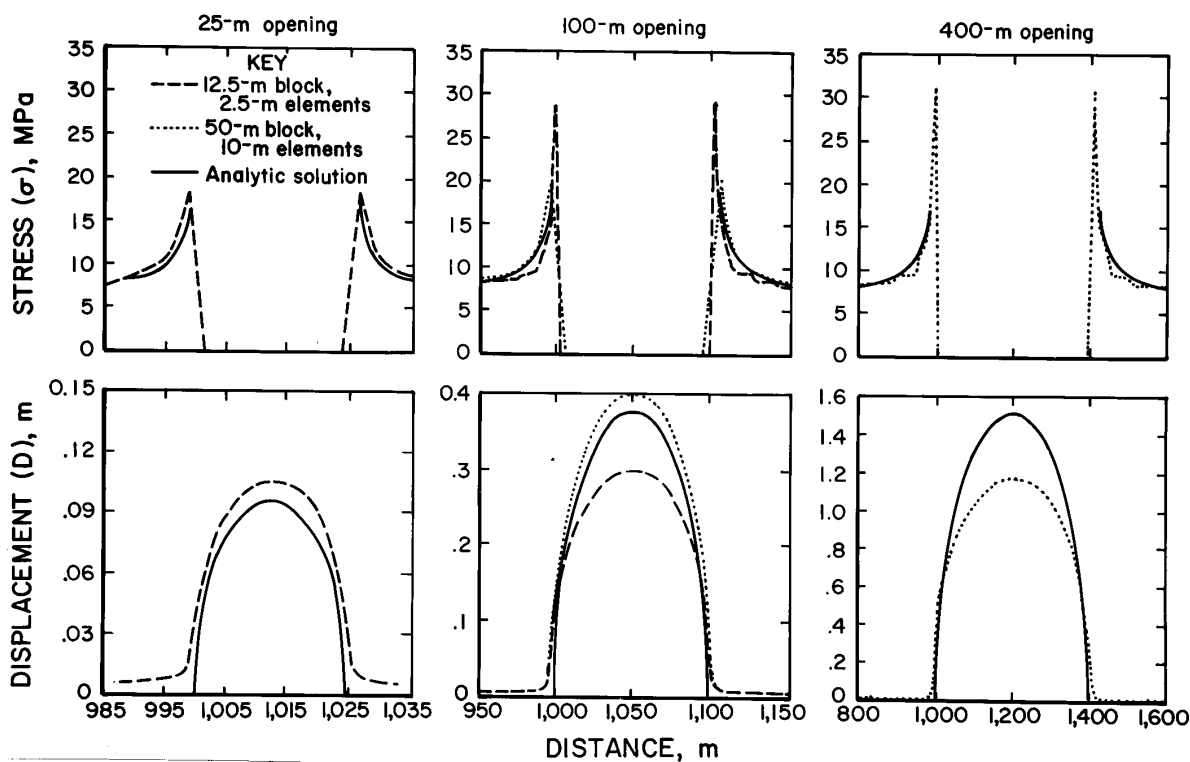 25-m opening
100-m opening
400-m opening
STRESS (σ), MPa
35
30
25
20
15
10
5
0
KEY
12.5-m block,
2.5-m elements
50-m block,
10-m elements
Analytic solution
35
30
25
20
15
10
5
0
35
30
25
20
15
10
5
0
DISPLACEMENT (D), m
0.15
.12
.09
.06
.03
0
985 995 1,005 1,015 1,025 1,035
0.4
.3
.2
.1
0
950 1,000 1,050 1,100 1,150
1.6
1.4
1.2
1.0
.8
.6
.4
.2
0
800 1,000 1,200 1,400 1,600
DISTANCE, m